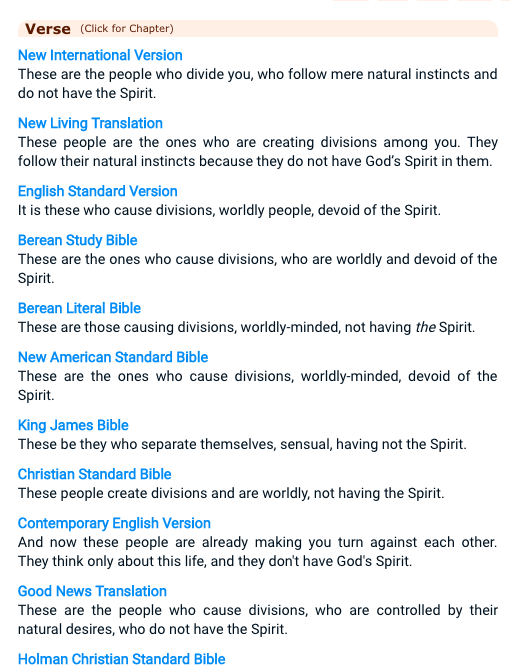 Verse (Click for Chapter)
New International Version
These are the people who divide you, who follow mere natural instincts and
do not have the Spirit.
New Living Translation
These people are the ones who are creating divisions among you. They
follow their natural instincts because they do not have God’s Spirit in them.
English Standard Version
It is these who cause divisions, worldly people, devoid of the Spirit.
Berean Study Bible
These are the ones who cause divisions, who are worldly and devoid of the
Spirit.
Berean Literal Bible
These are those causing divisions, worldly-minded, not having the Spirit.
New American Standard Bible
These are the ones who cause divisions, worldly-minded, devoid of the
Spirit.
King James Bible
These be they who separate themselves, sensual, having not the Spirit.
Christian Standard Bible
These people create divisions and are worldly, not having the Spirit.
Contemporary English Version
And now these people are already making you turn against each other.
They think only about this life, and they don't have God's Spirit.
Good News Translation
These are the people who cause divisions, who are controlled by their
natural desires, who do not have the Spirit.
Holman Christian Standard Bible